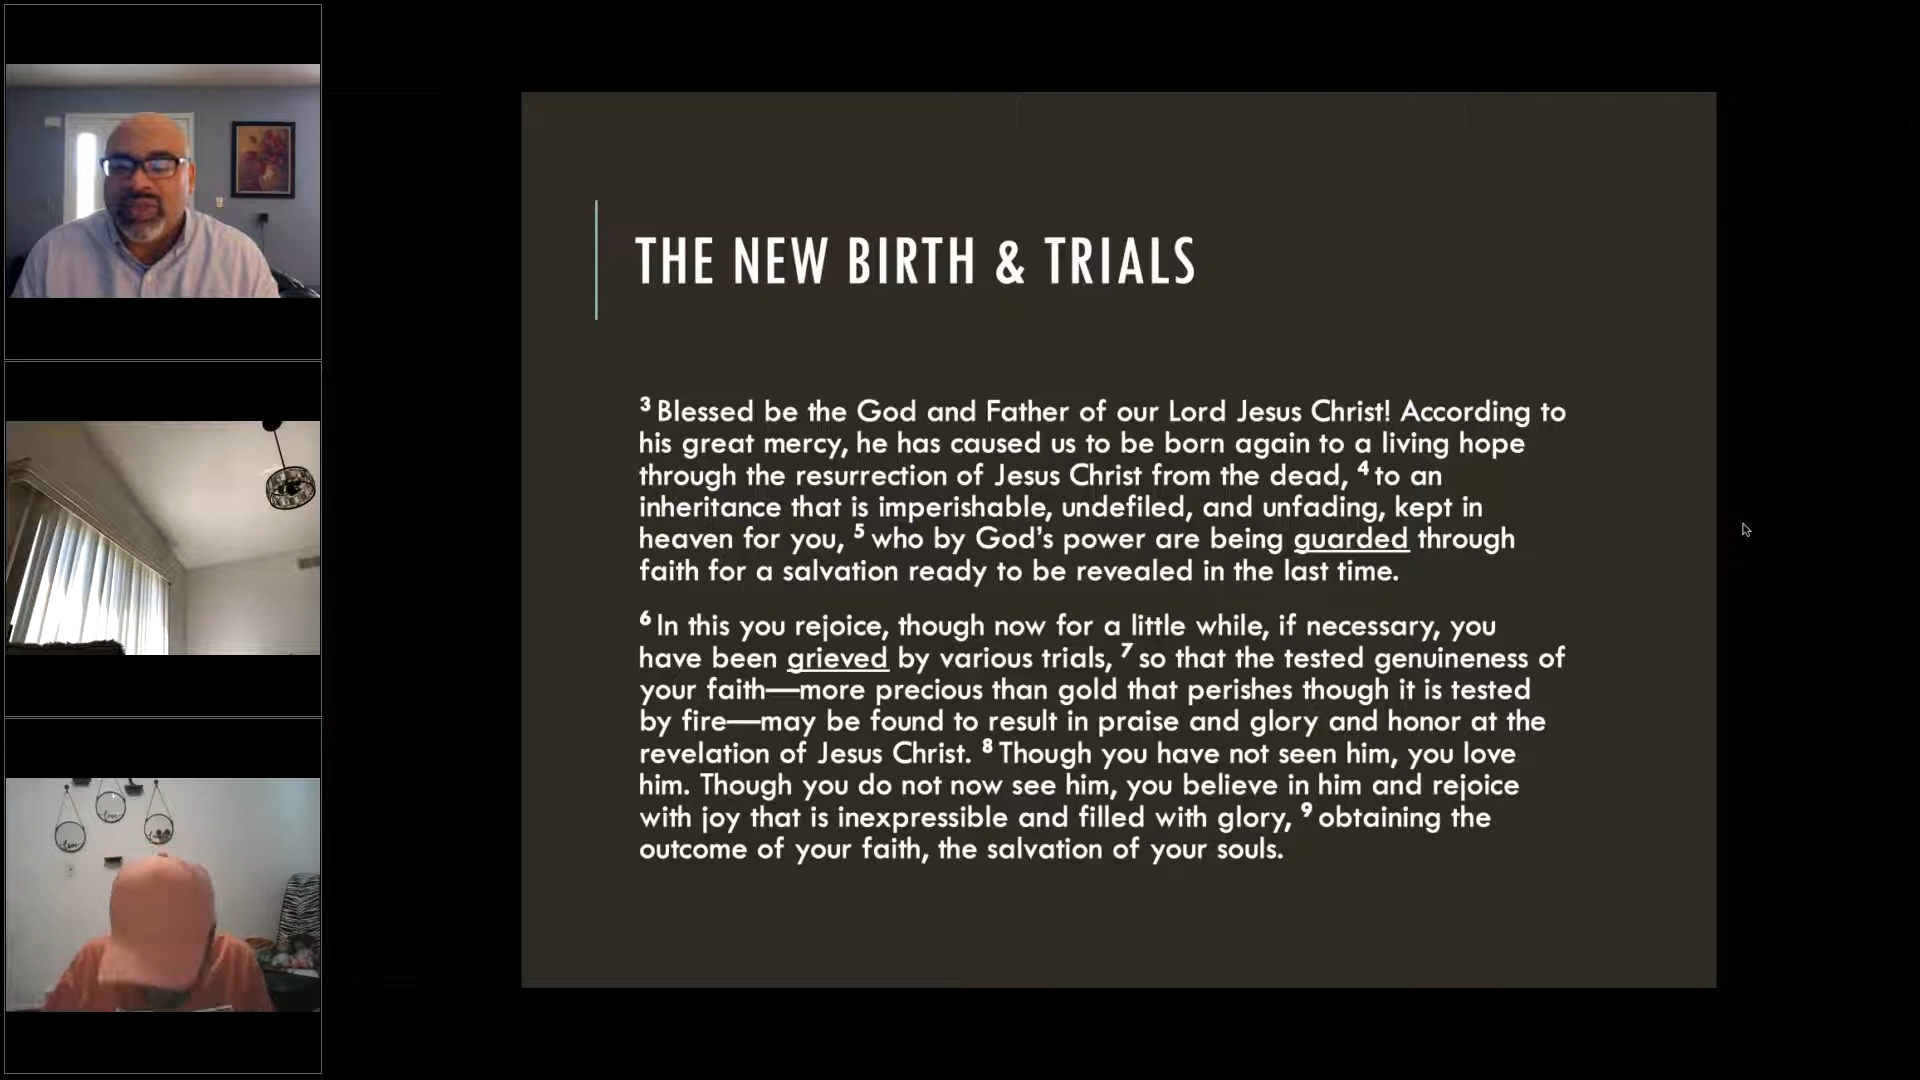 THE NEW BIRTH & TRIALS
³ Blessed be the God and Father of our Lord Jesus Christ! According to
his great mercy, he has caused us to be born again to a living hope
through the resurrection of Jesus Christ from the dead, ⁴ to an
inheritance that is imperishable, undefiled, and unfading, kept in
heaven for you, ⁵ who by God’s power are being guarded through
faith for a salvation ready to be revealed in the last time.
⁶ In this you rejoice, though now for a little while, if necessary, you
have been grieved by various trials, ⁷ so that the tested genuineness of
your faith—more precious than gold that perishes though it is tested
by fire—may be found to result in praise and glory and honor at the
revelation of Jesus Christ. ⁸ Though you have not seen him, you love
him. Though you do not now see him, you believe in him and rejoice
with joy that is inexpressible and filled with glory, ⁹ obtaining the
outcome of your faith, the salvation of your souls.